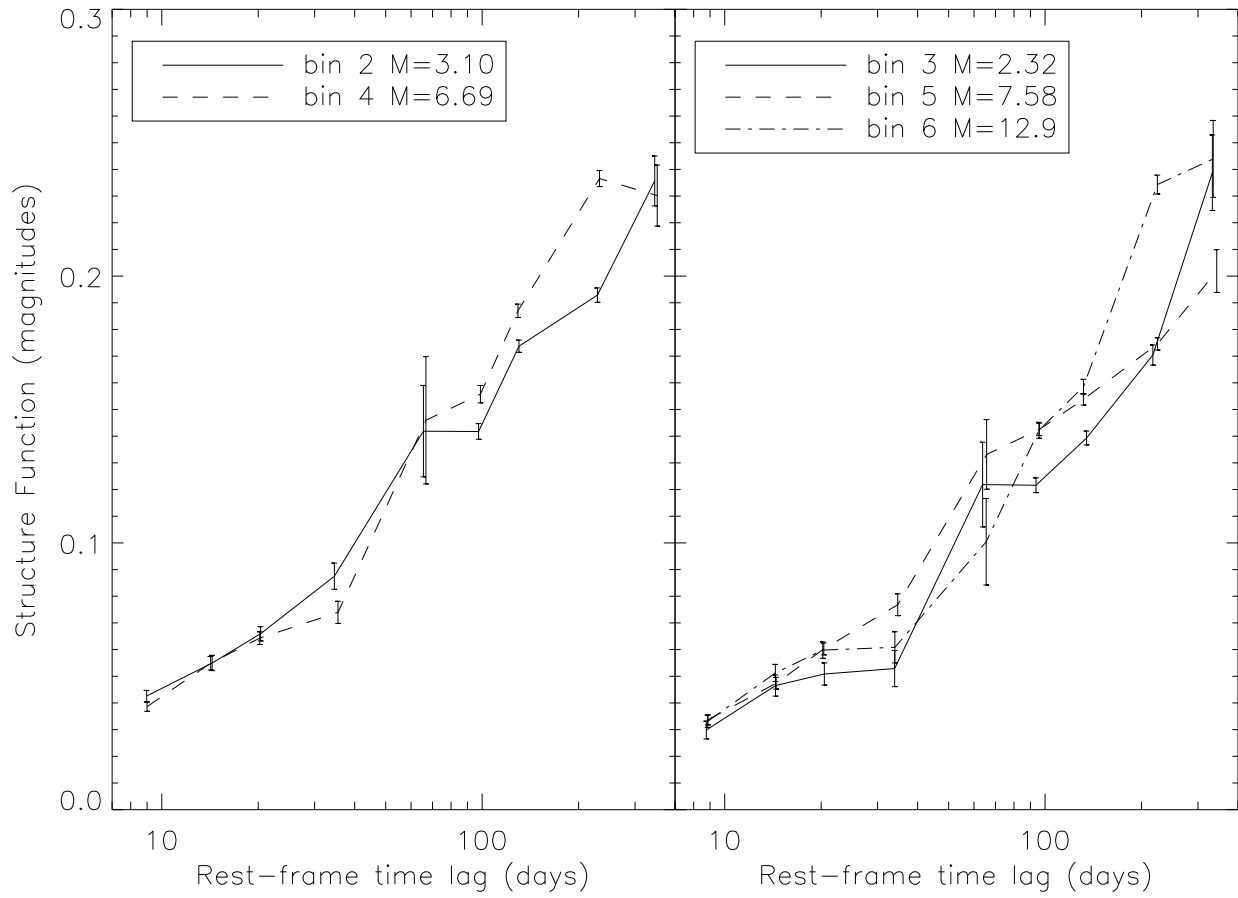 0.3
0.2
0.1
0.0
Structure Function (magnitudes)
bin 2 M=3.10
bin 4 M=6.69
10 100
Rest-frame time lag (days)
bin 3 M=2.32
bin 5 M=7.58
bin 6 M=12.9
10 100
Rest-frame time lag (days)